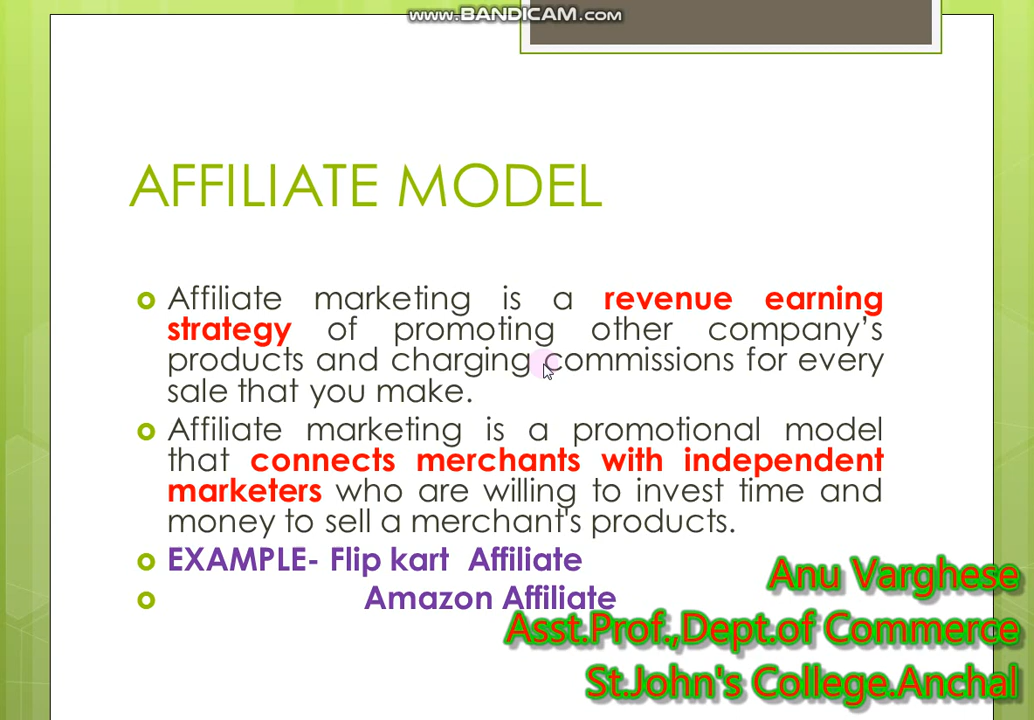 www.BANDICAM.com
AFFILIATE MODEL
Affiliate marketing is a revenue earning
strategy of promoting other company’s
products and charging commissions for every
sale that you make.
Affiliate marketing is a promotional model
that connects merchants with independent
marketers who are willing to invest time and
money to sell a merchant's products.
EXAMPLE- Flip kart Affiliate
Amazon Affiliate
Anu Varghese
Asst.Prof.,Dept.of Commerce
St.John's College.Anchal